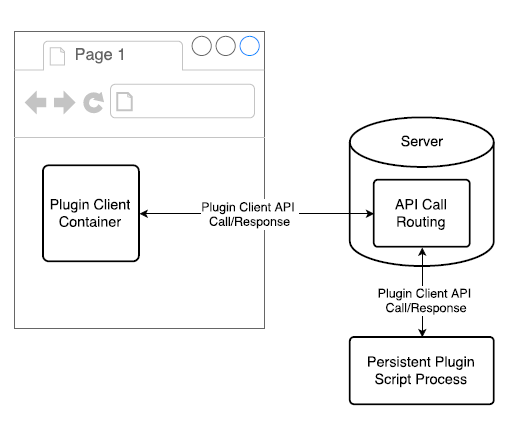 Page 1
Server
Plugin Client
Container
Plugin Client API
Call/Response
API Call
Routing
Plugin Client API
Call/Response
Persistent Plugin
Script Process